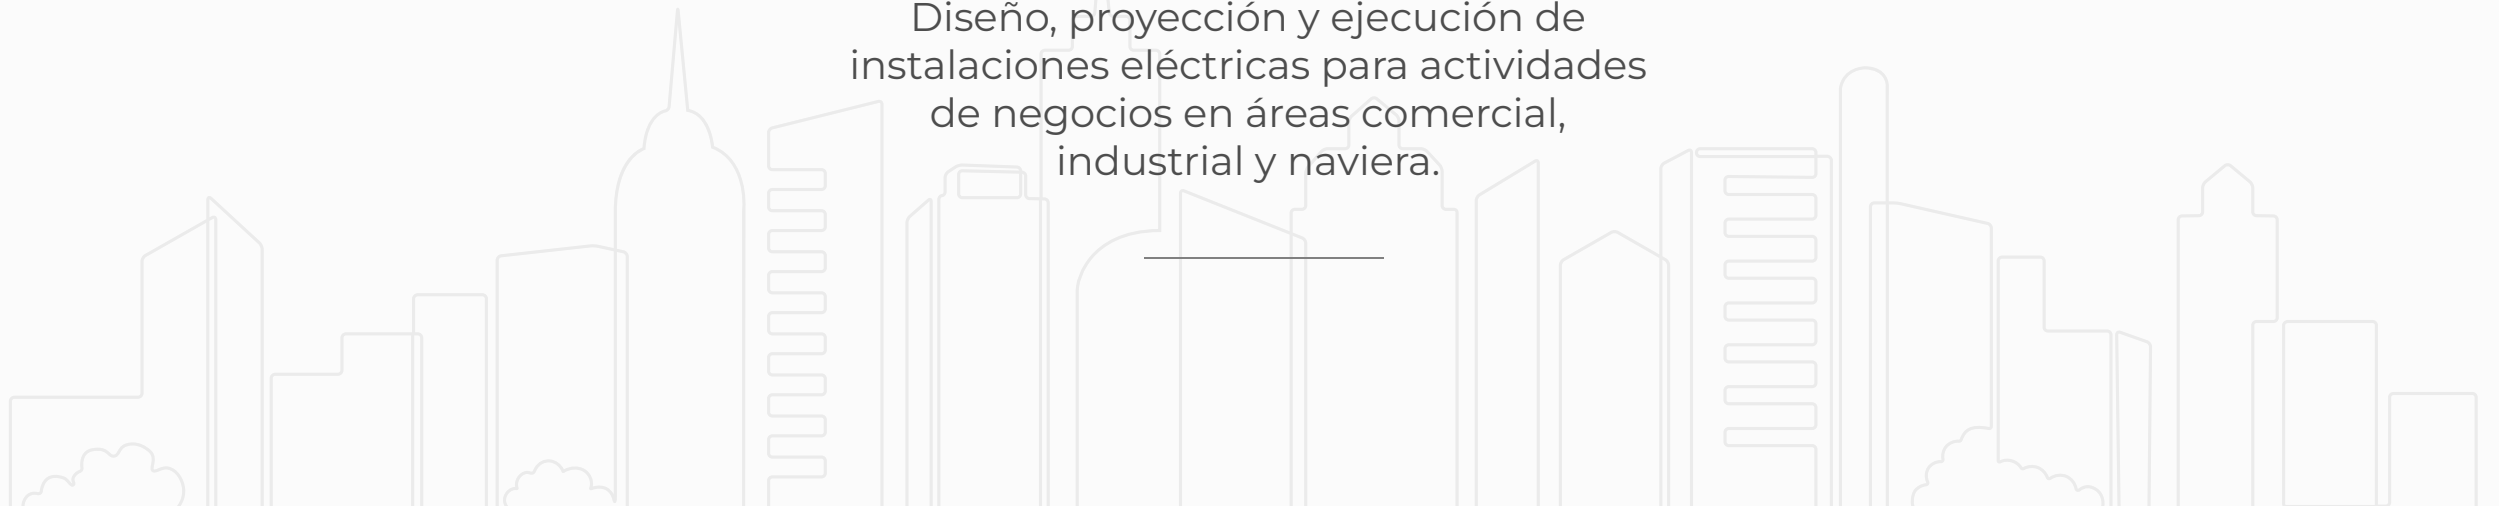 Diseño, proyección y ejecución de
instalaciones eléctricas para actividades
de negocios en áreas comercial,
industrial y naviera.